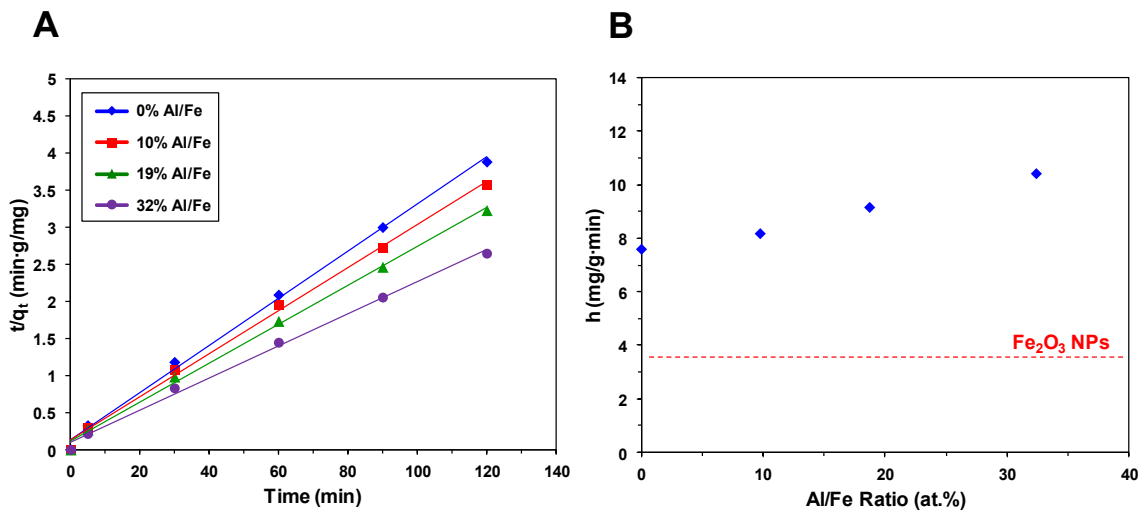 A
t/qₜ (min·g/mg)
5
4.5
4
3.5
3
2.5
2
1.5
1
0.5
0
0% Al/Fe
10% Al/Fe
19% Al/Fe
32% Al/Fe
0 20 40 60 80 100 120 140
Time (min)
B
h (mg/g·min)
14
12
10
8
6
4
2
0
Fe₂O₃ NPs
0 10 20 30 40
Al/Fe Ratio (at.%)